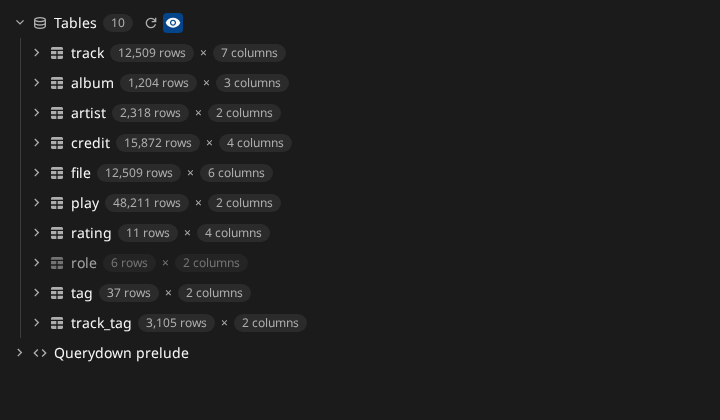 Tables 10
track 12,509 rows × 7 columns
album 1,204 rows × 3 columns
artist 2,318 rows × 2 columns
credit 15,872 rows × 4 columns
file 12,509 rows × 6 columns
play 48,211 rows × 2 columns
rating 11 rows × 4 columns
role 6 rows × 2 columns
tag 37 rows × 2 columns
track_tag 3,105 rows × 2 columns
Querydown prelude